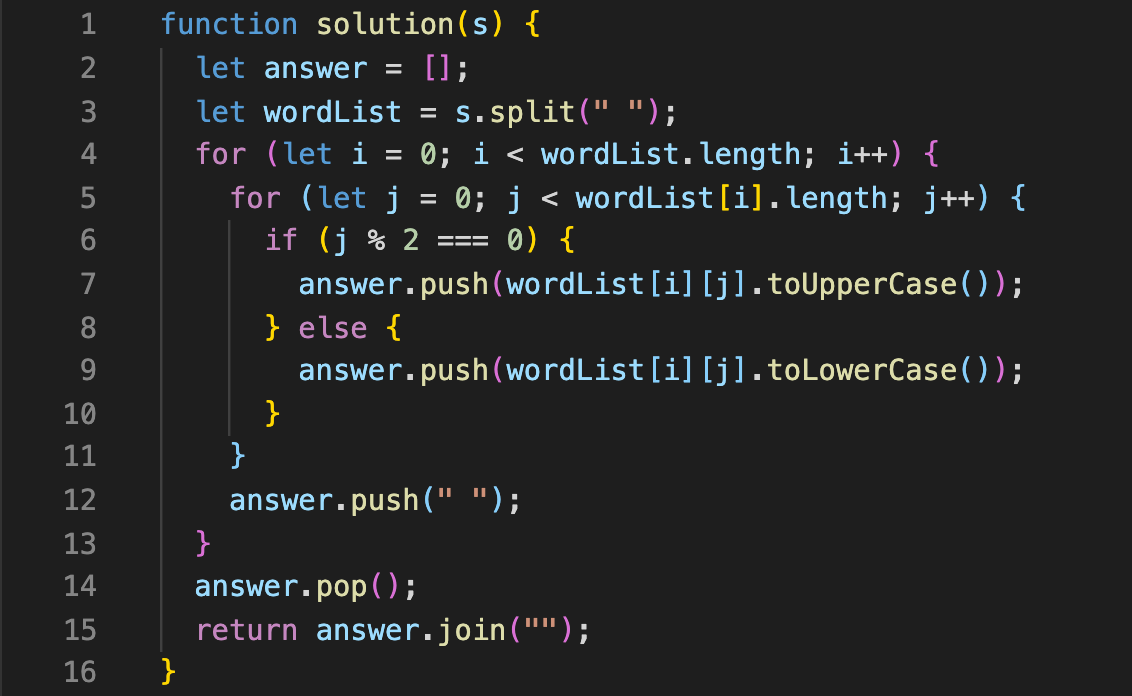 1 function solution(s) {
2 let answer = [];
3 let wordList = s.split(" ");
4 for (let i = 0; i < wordList.length; i++) {
5 for (let j = 0; j < wordList[i].length; j++) {
6 if (j % 2 === 0) {
7 answer.push(wordList[i][j].toUpperCase());
8 } else {
9 answer.push(wordList[i][j].toLowerCase());
10 }
11 }
12 answer.push(" ");
13 }
14 answer.pop();
15 return answer.join("");
16 }